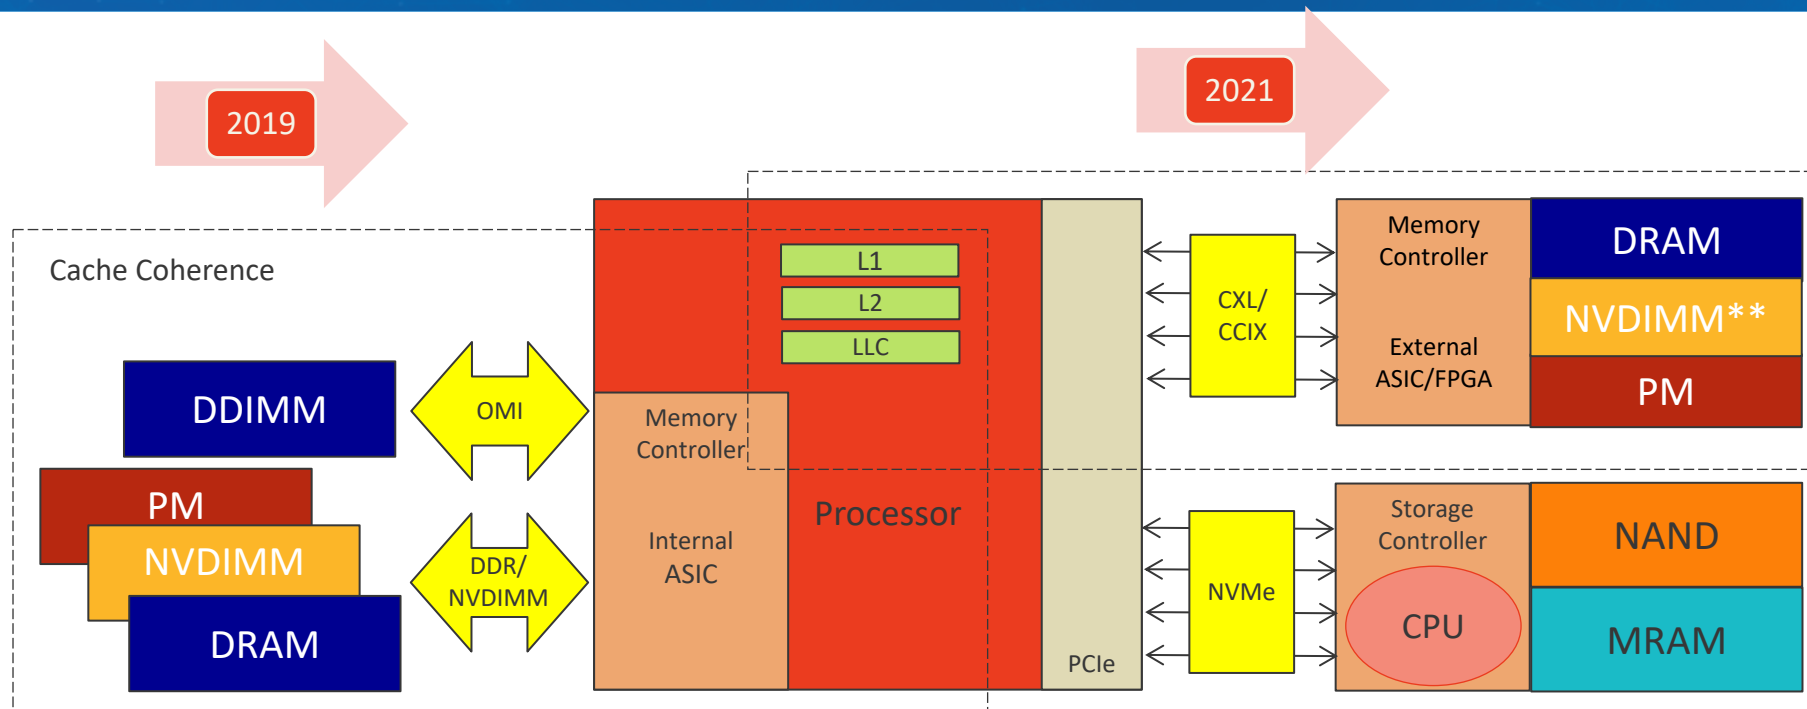 2019
2021
Cache Coherence
DDIMM
PM
NVDIMM
DRAM
OMI
DDR/
NVDIMM
L1
L2
LLC
Memory
Controller
Internal
ASIC
Processor
PCIe
CXL/
CCIX
NVMe
Memory
Controller
External
ASIC/FPGA
DRAM
NVDIMM**
PM
Storage
Controller
CPU
NAND
MRAM